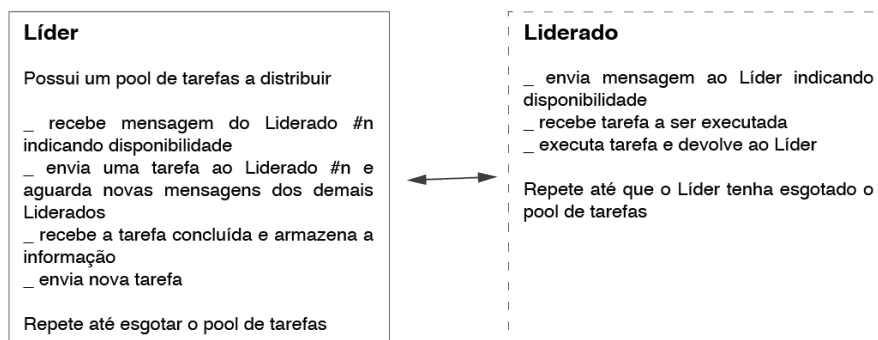 Líder
Possui um pool de tarefas a distribuir
_ recebe mensagem do Liderado #n
indicando disponibilidade
_ envia uma tarefa ao Liderado #n e
aguarda novas mensagens dos demais
Liderados
_ recebe a tarefa concluída e armazena a
informação
_ envia nova tarefa
Repete até esgotar o pool de tarefas
Liderado
_ envia mensagem ao Líder indicando
disponibilidade
_ recebe tarefa a ser executada
_ executa tarefa e devolve ao Líder
Repete até que o Líder tenha esgotado o
pool de tarefas